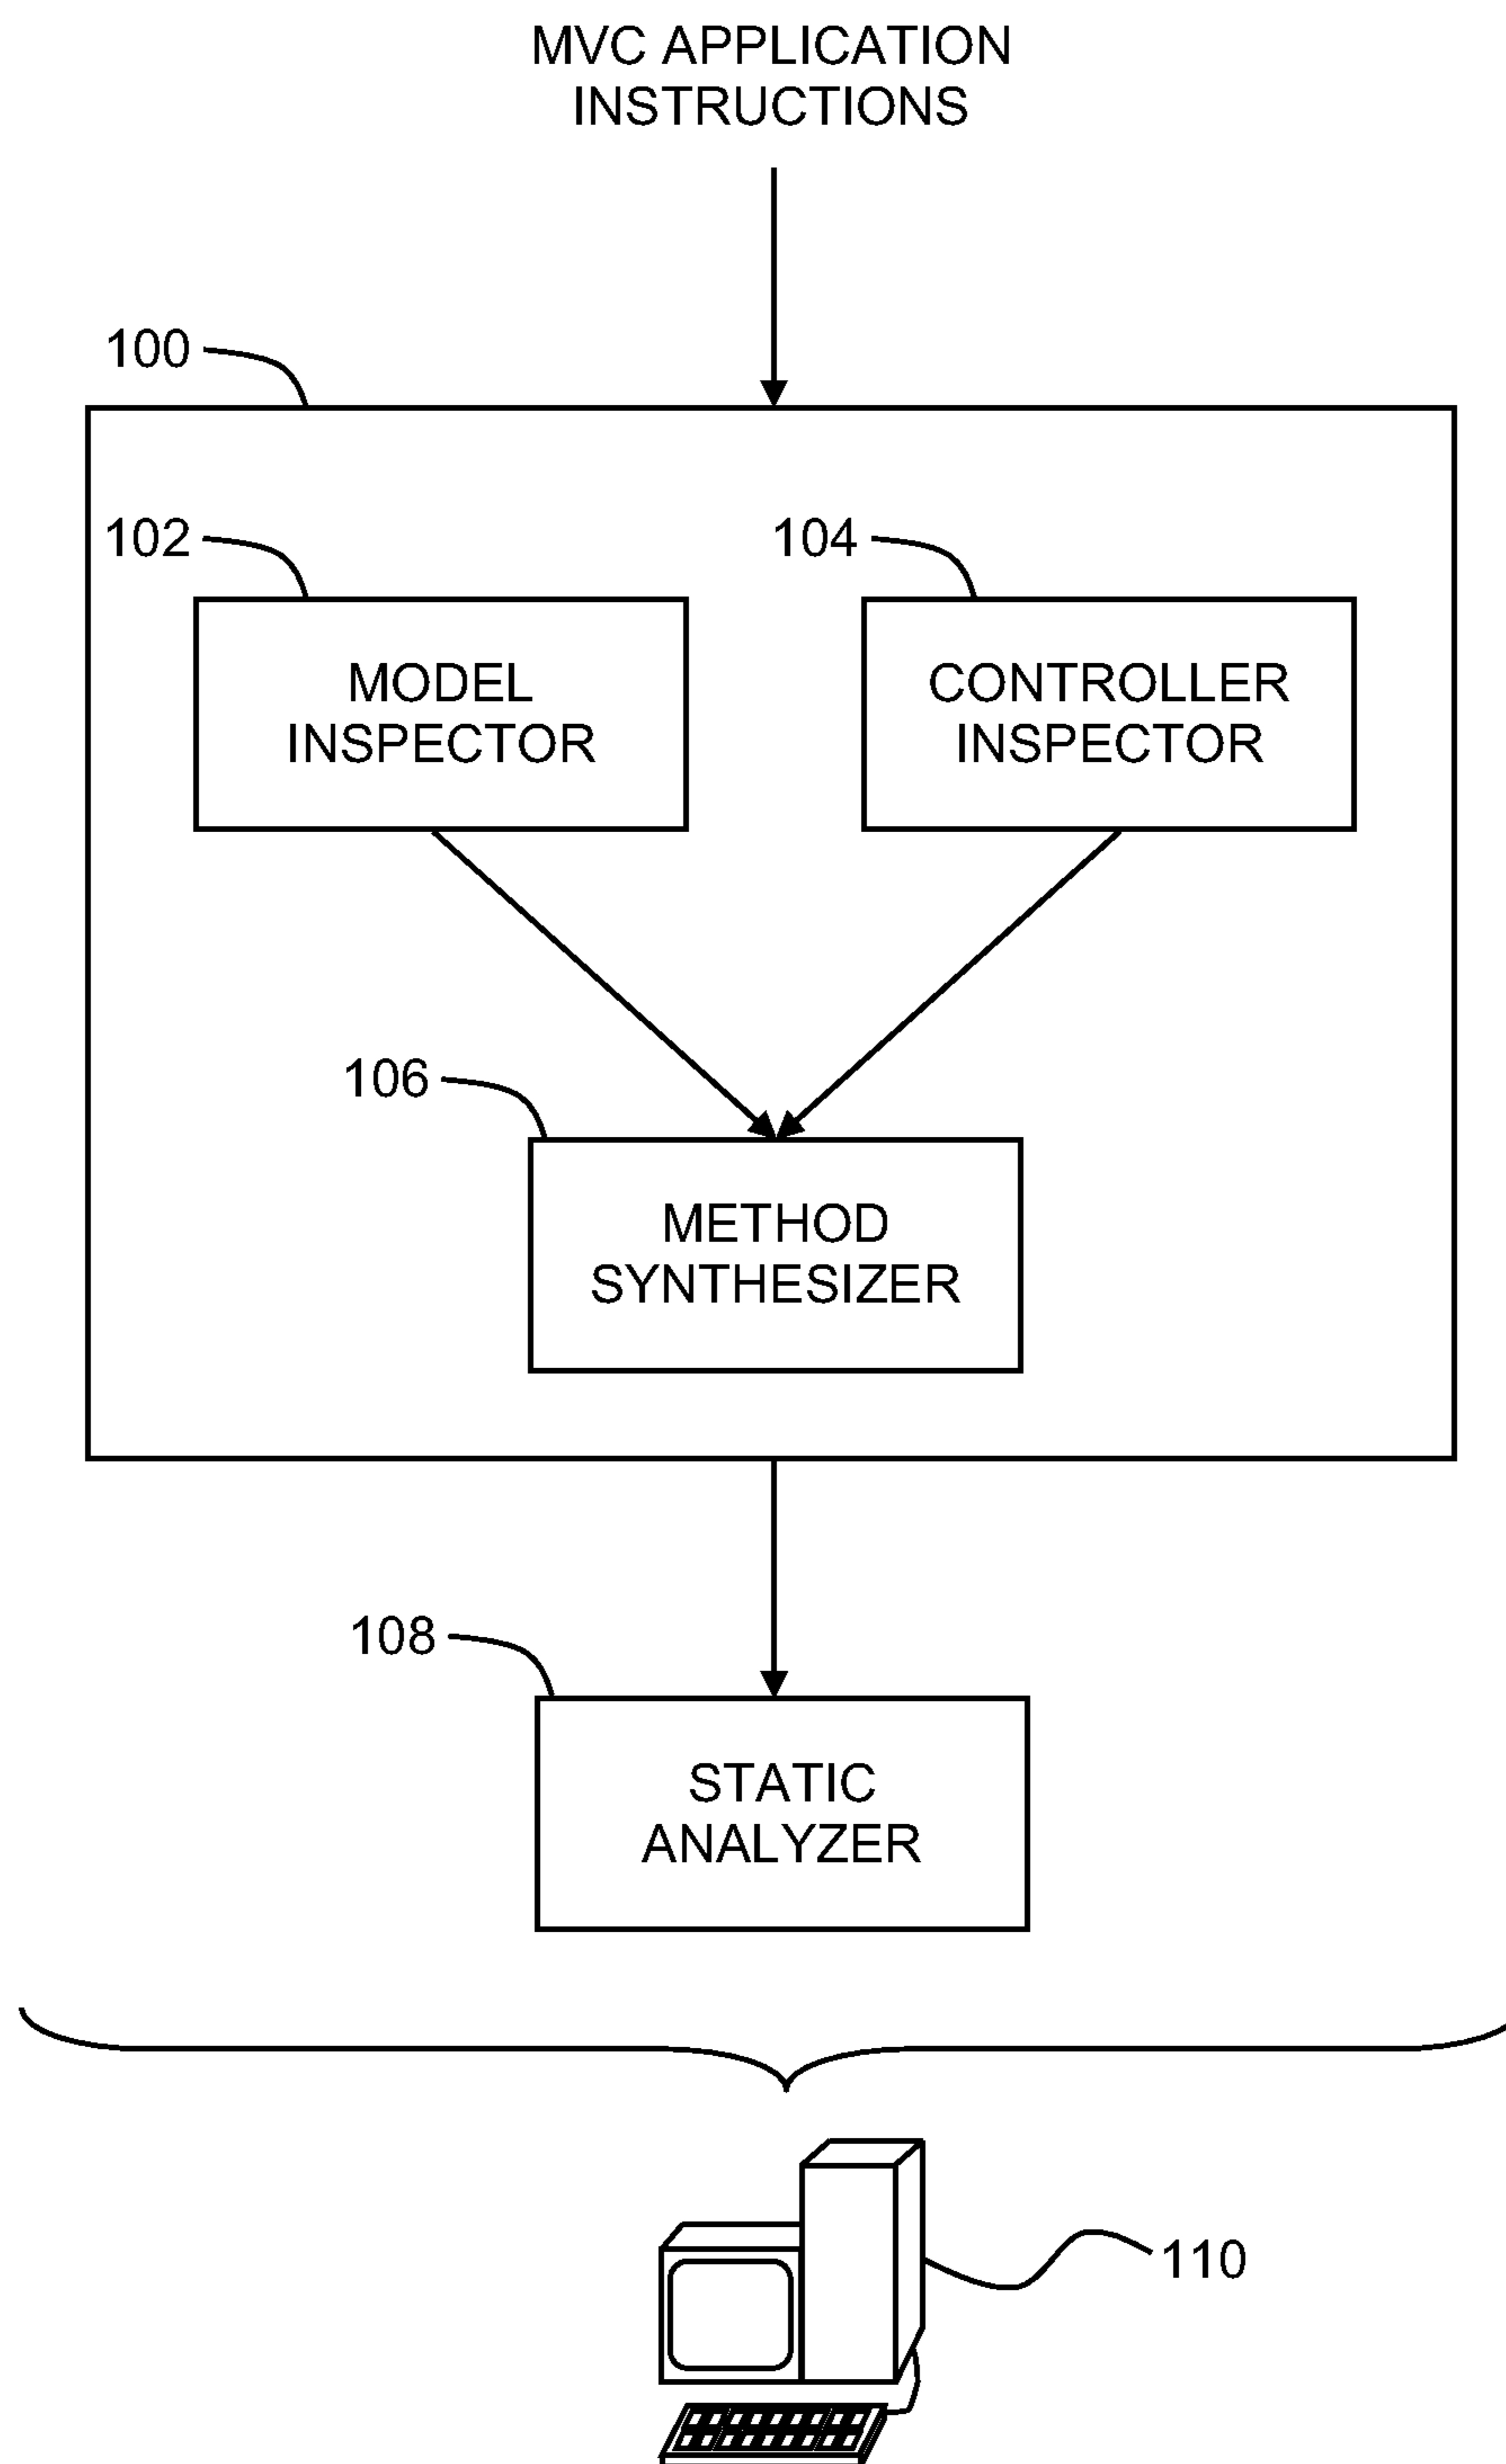 MVC APPLICATION
INSTRUCTIONS
100
102
104
MODEL
INSPECTOR
CONTROLLER
INSPECTOR
106
METHOD
SYNTHESIZER
108
STATIC
ANALYZER
110